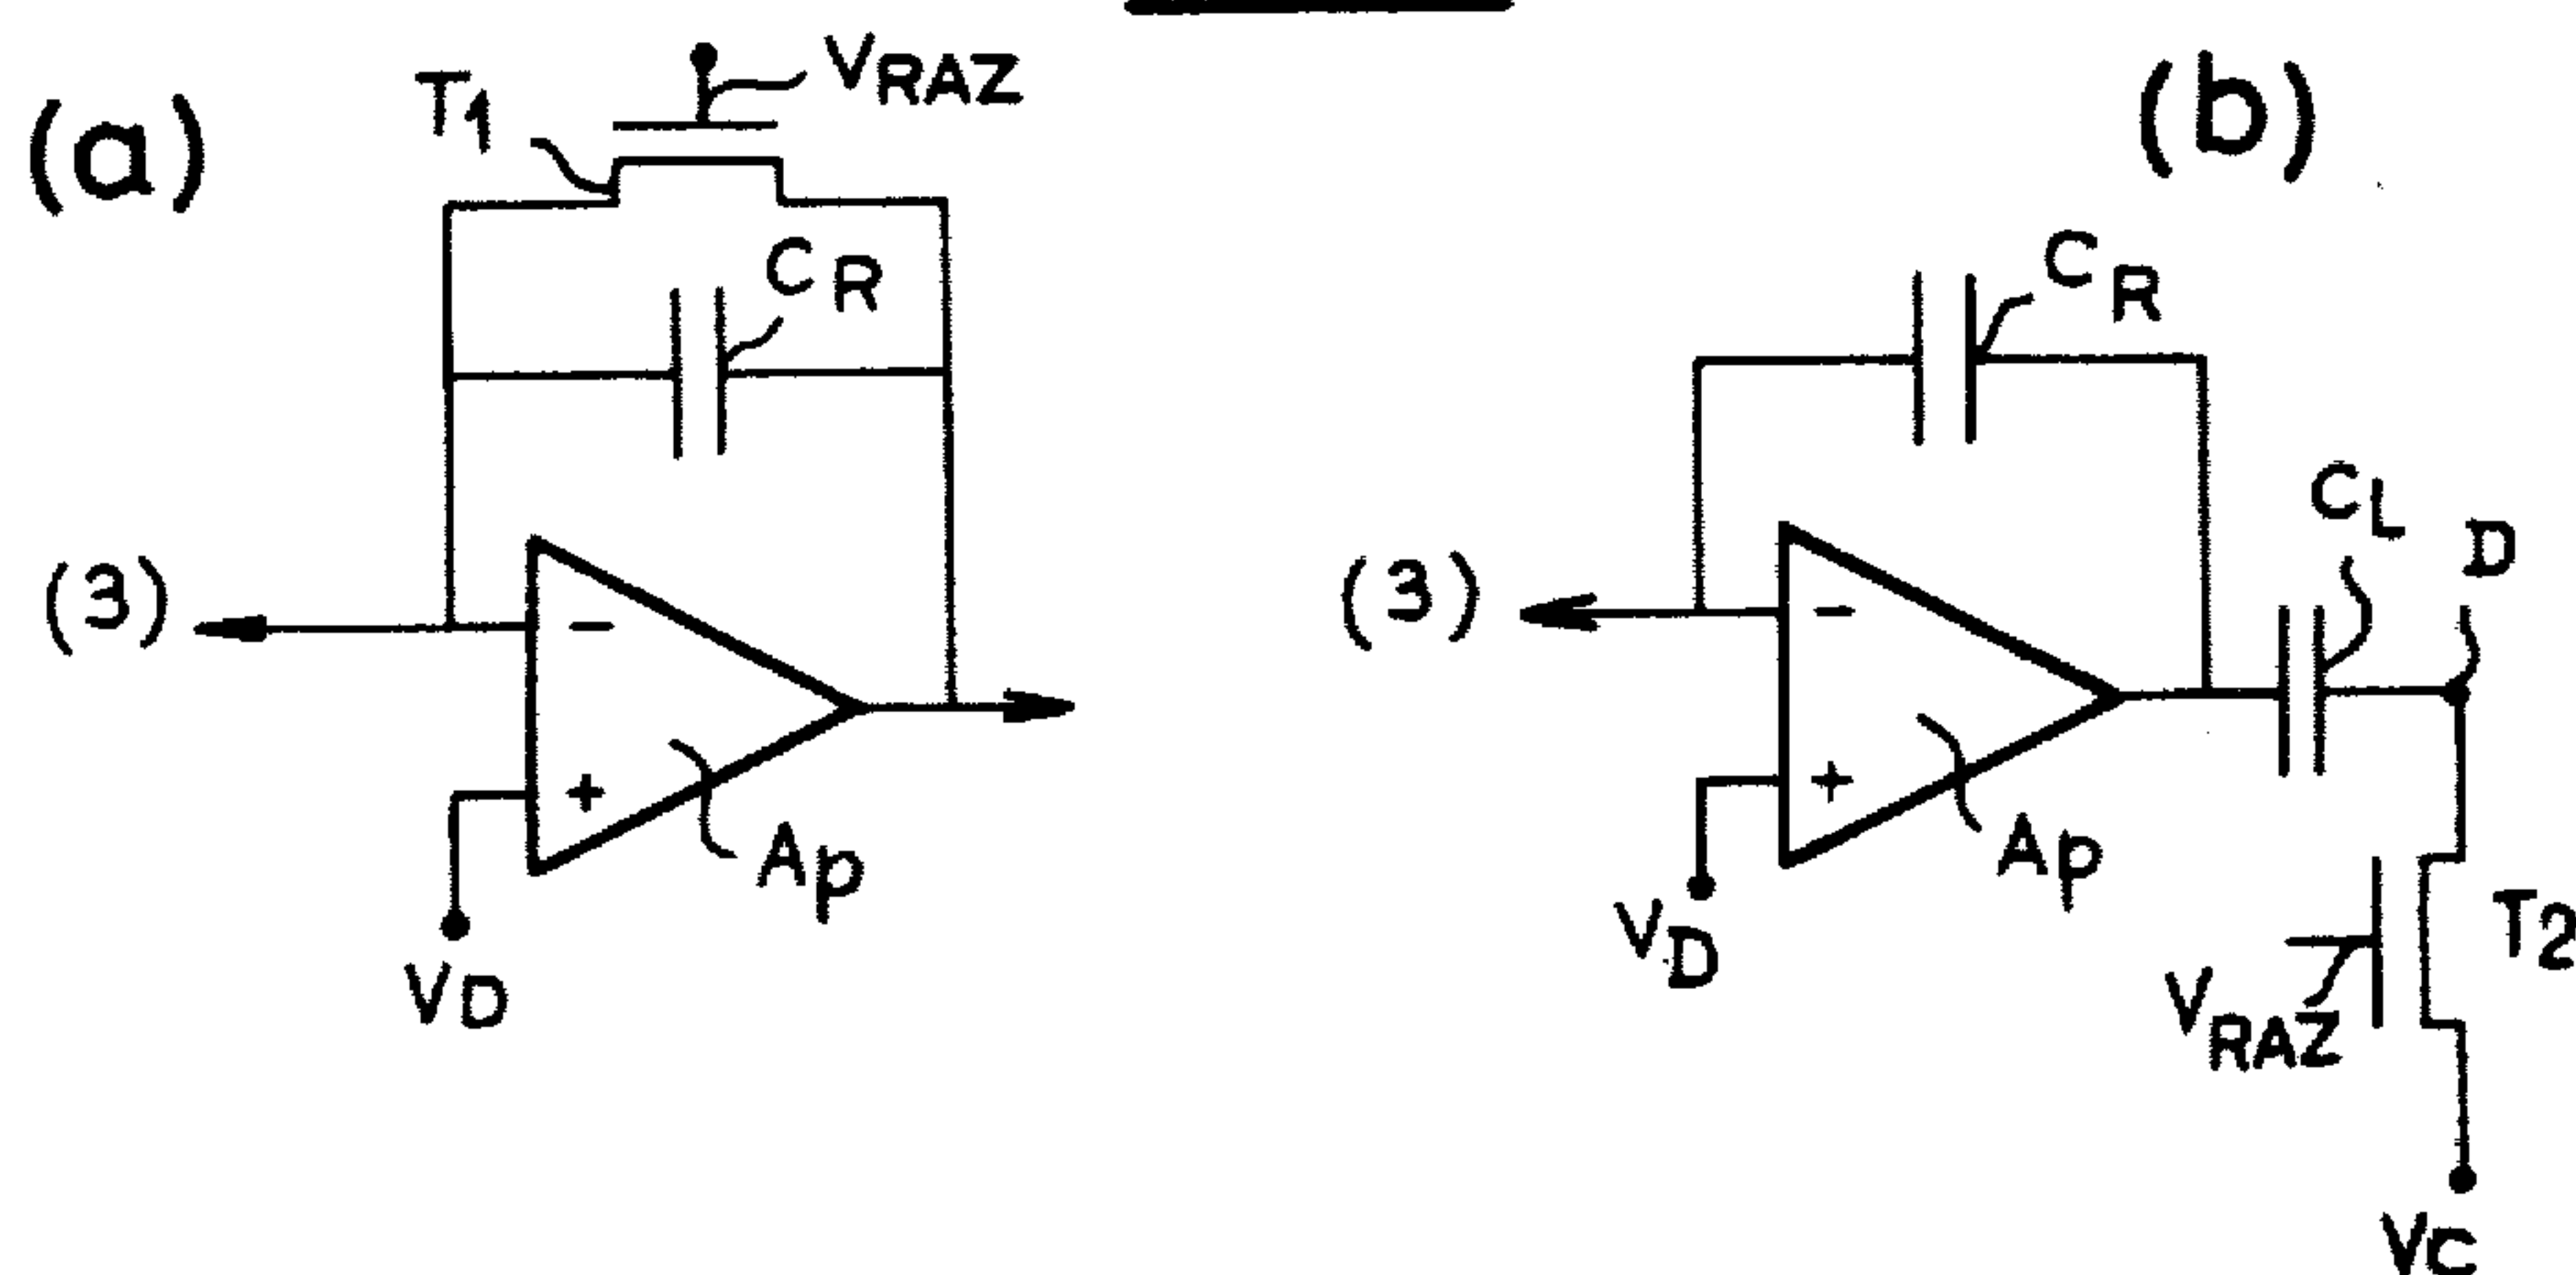 (a)
T1
VRAZ
CR
(3)
-
+
Ap
VD
(b)
CR
CL
D
(3)
-
+
Ap
VD
T2
VRAZ
VC